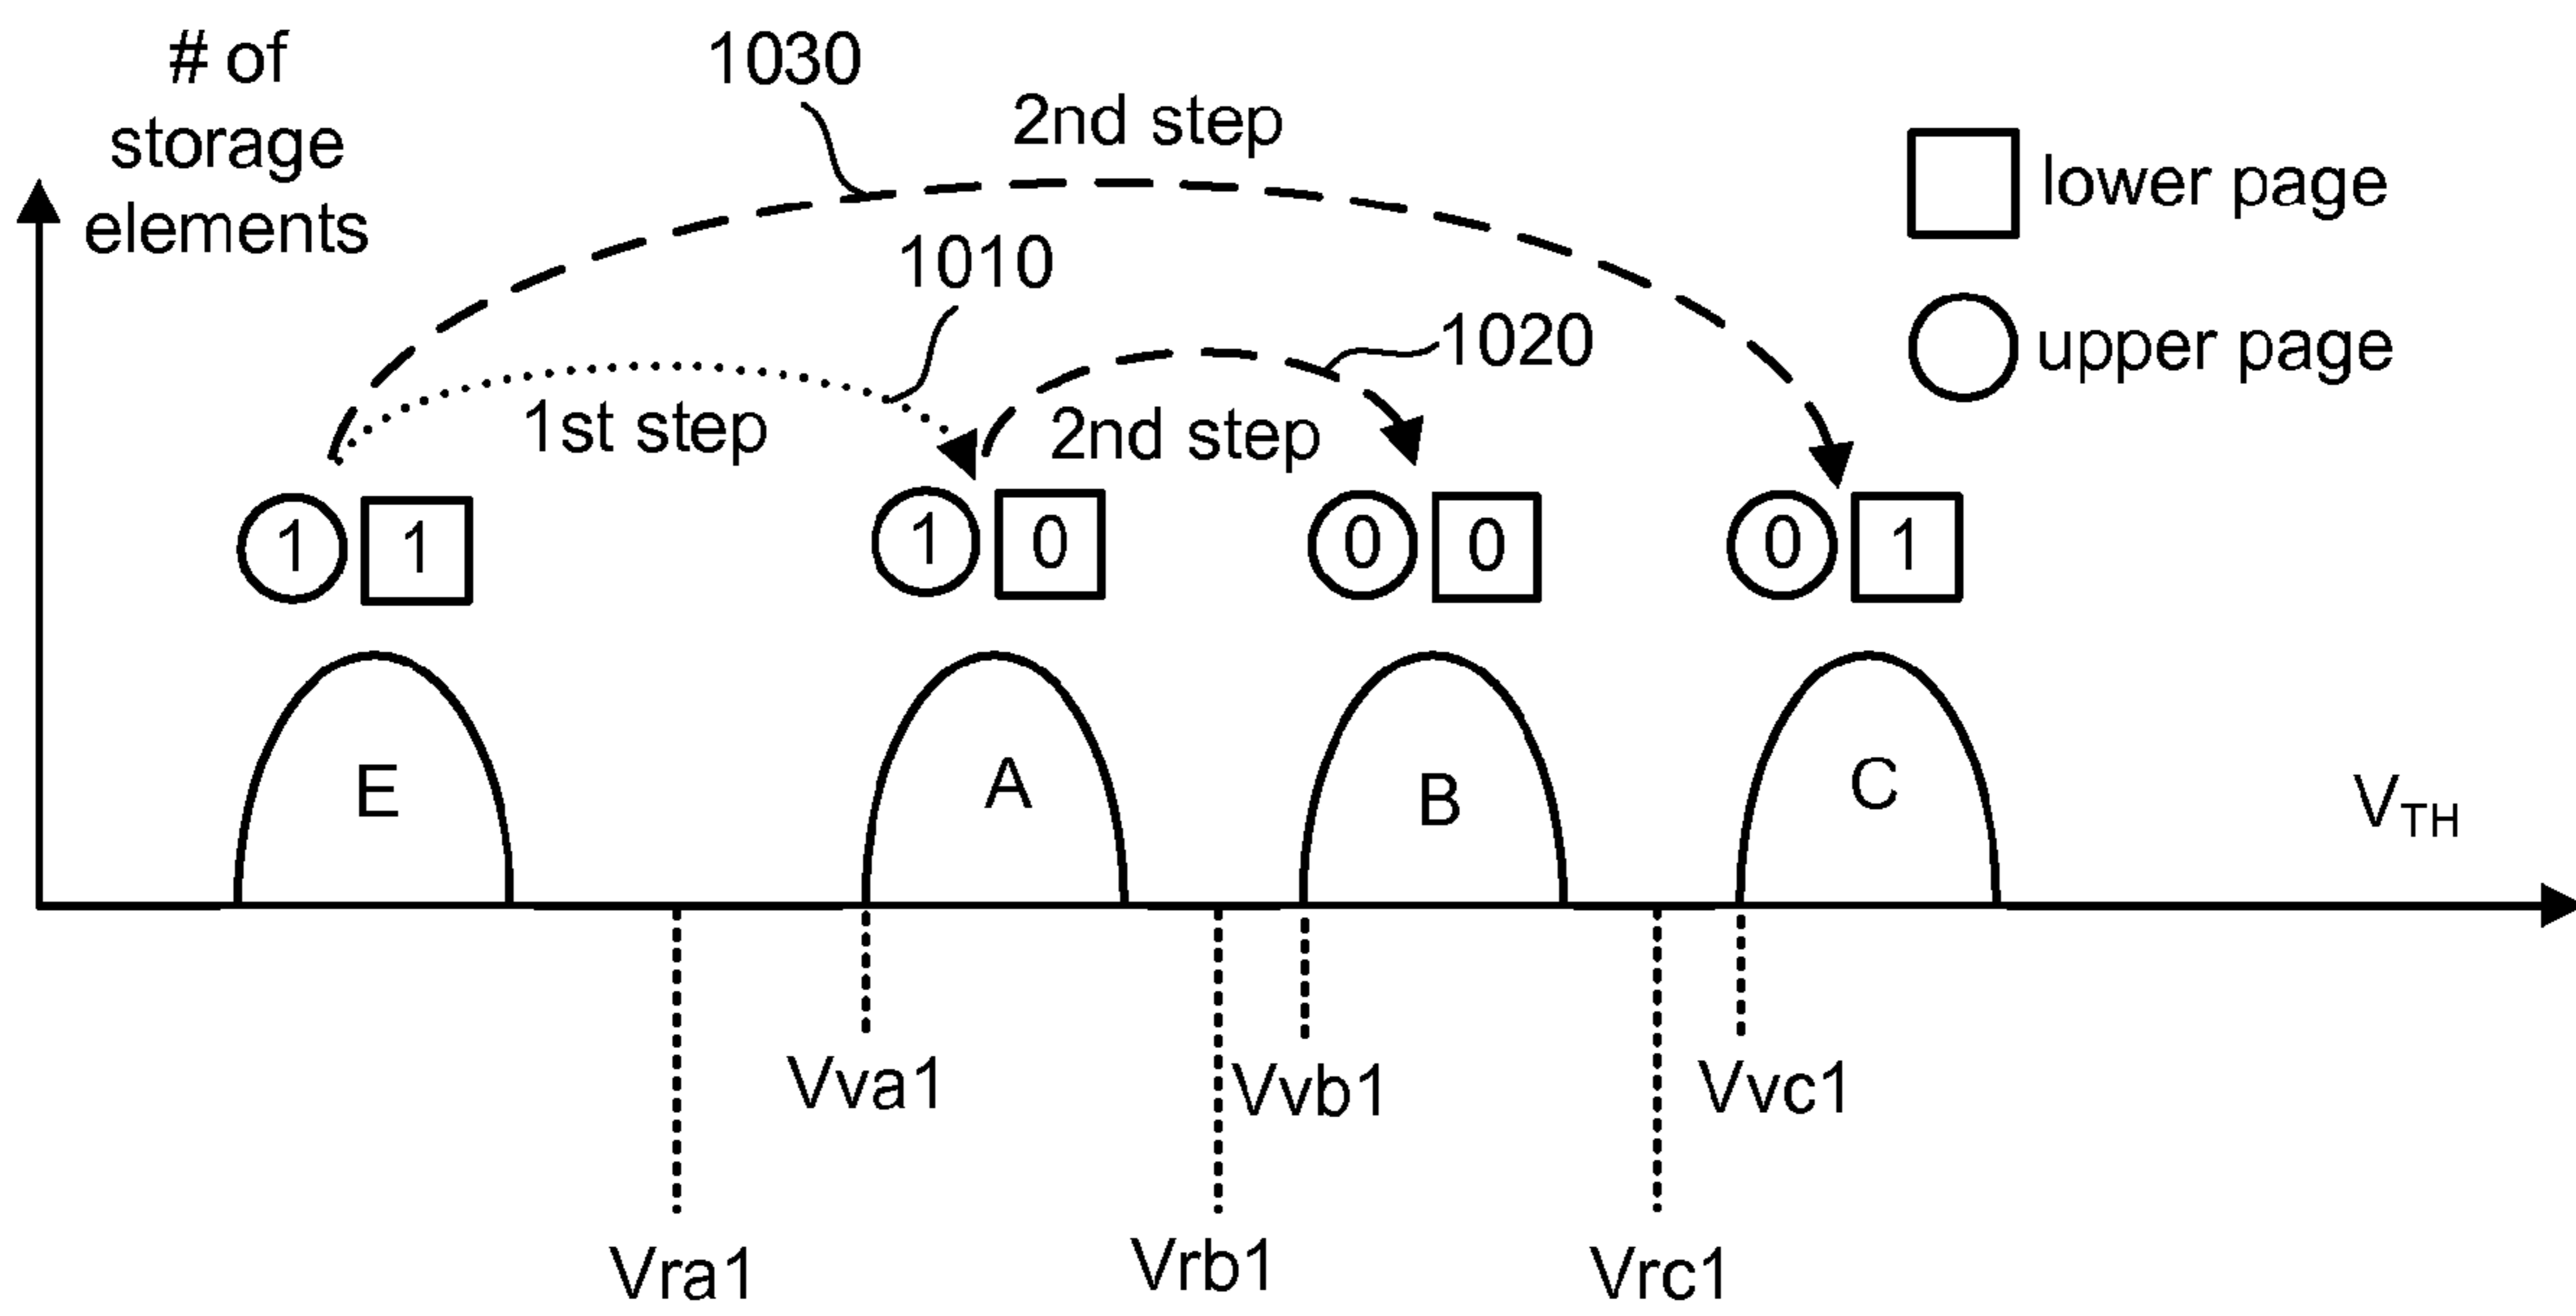 # of
storage
elements
1030
2nd step
lower page
1010
1020
upper page
1st step
2nd step
1 1
1 0
0 0
0 1
E
A
B
C
VTH
Vva1
Vvb1
Vvc1
Vra1
Vrb1
Vrc1